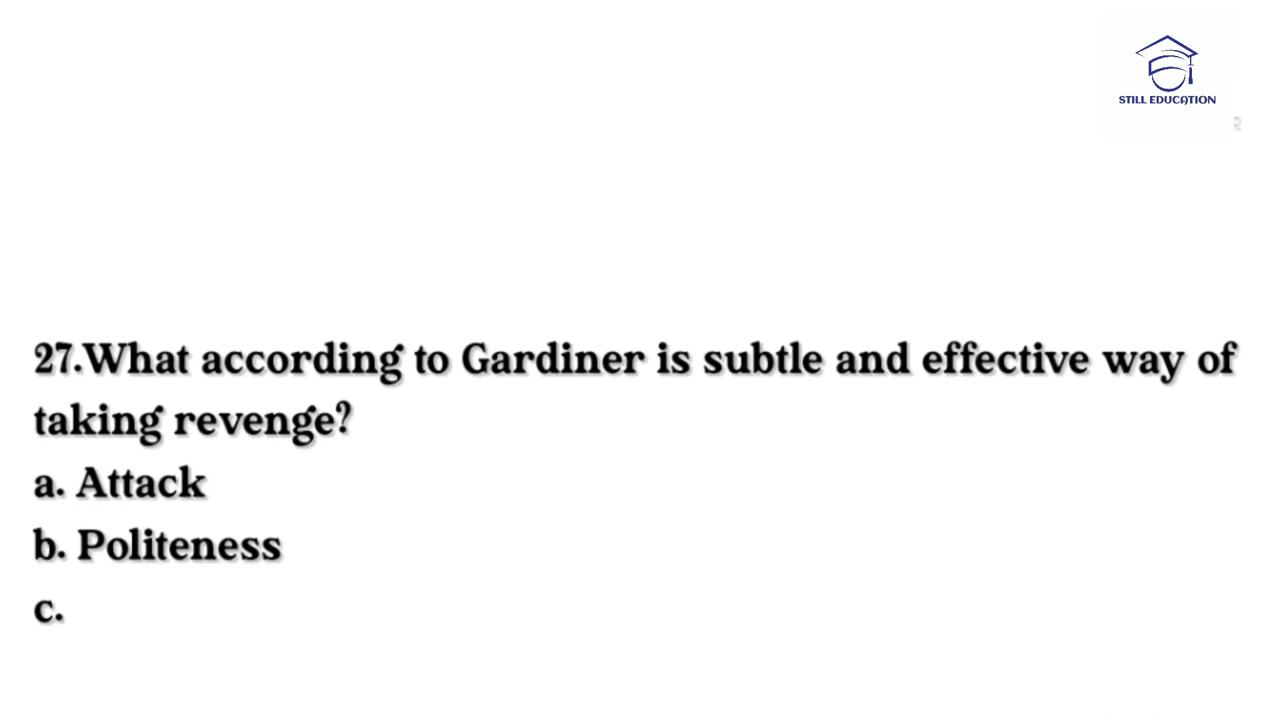 STILL EDUCATION
27.What according to Gardiner is subtle and effective way of
taking revenge?
a. Attack
b. Politeness
c.